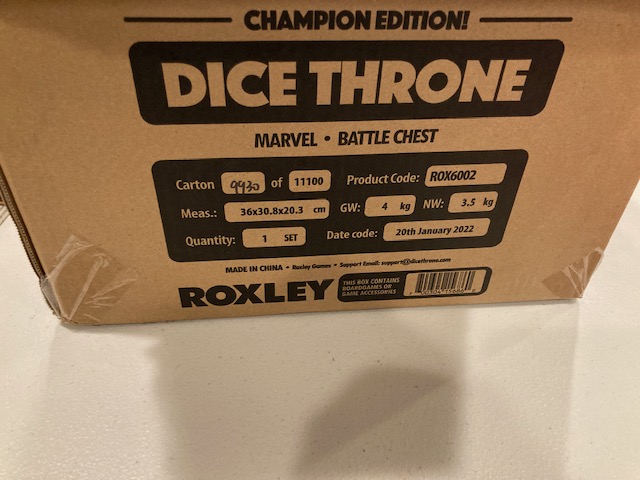 CHAMPION EDITION!
DICE THRONE
MARVEL • BATTLE CHEST
Carton 9930 of 11100 Product Code: ROX6002
Meas.: 36x30.8x20.3 cm GW: 4 kg NW: 3.5 kg
Quantity: 1 SET Date code: 20th January 2022
MADE IN CHINA • Roxley Games • Support Email: support@dicethrone.com
ROXLEY
THIS BOX CONTAINS
BOARDGAMES OR
GAME ACCESSORIES